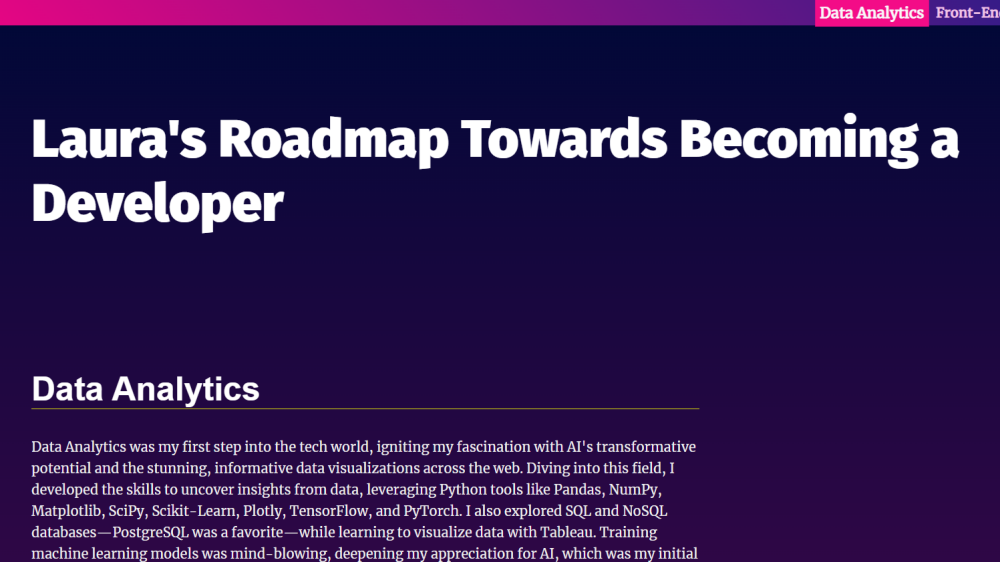 Data Analytics Front-En
Laura's Roadmap Towards Becoming a
Developer
Data Analytics
Data Analytics was my first step into the tech world, igniting my fascination with AI's transformative
potential and the stunning, informative data visualizations across the web. Diving into this field, I
developed the skills to uncover insights from data, leveraging Python tools like Pandas, NumPy,
Matplotlib, SciPy, Scikit-Learn, Plotly, TensorFlow, and PyTorch. I also explored SQL and NoSQL
databases—PostgreSQL was a favorite—while learning to visualize data with Tableau. Training
machine learning models was mind-blowing, deepening my appreciation for AI, which was my initial